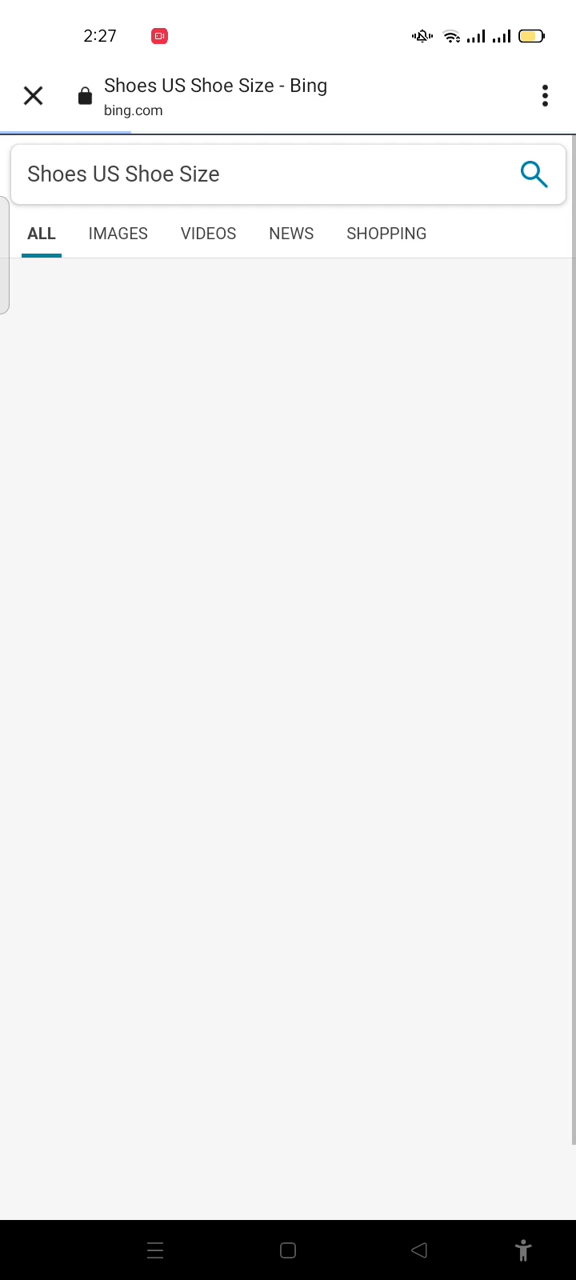 2:27
Shoes US Shoe Size - Bing
bing.com
Shoes US Shoe Size
ALL IMAGES VIDEOS NEWS SHOPPING